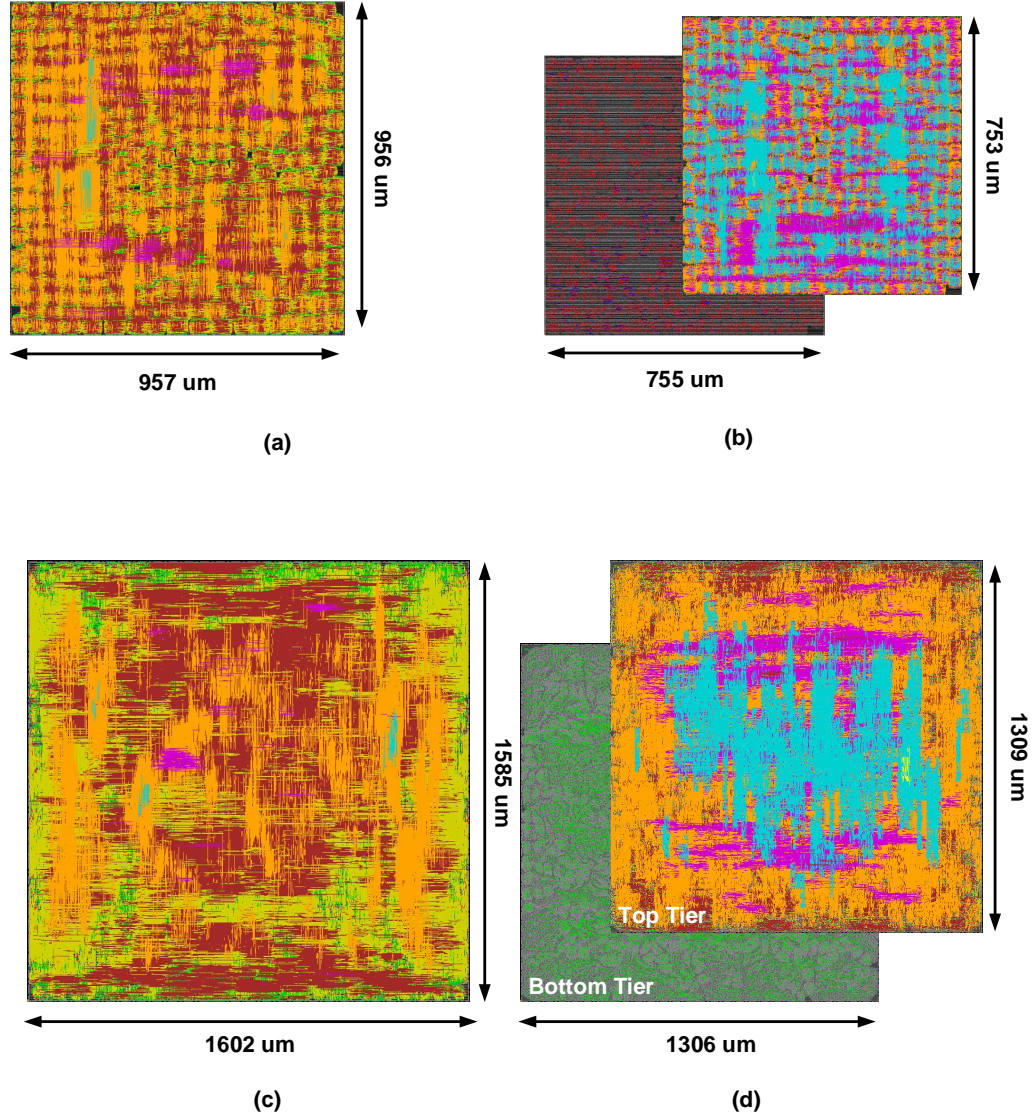 956 um
753 um
957 um
755 um
(a)
(b)
1585 um
1309 um
Top Tier
Bottom Tier
1602 um
1306 um
(c)
(d)